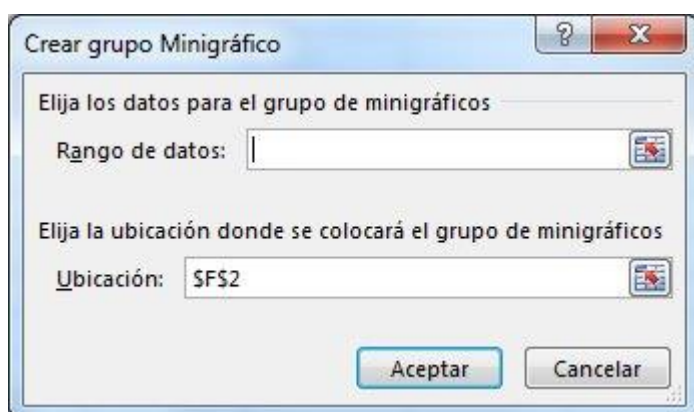 Crear grupo Minigráfico
?
Elija los datos para el grupo de minigráficos
Rango de datos:
Elija la ubicación donde se colocará el grupo de minigráficos
Ubicación: $F$2
Aceptar Cancelar